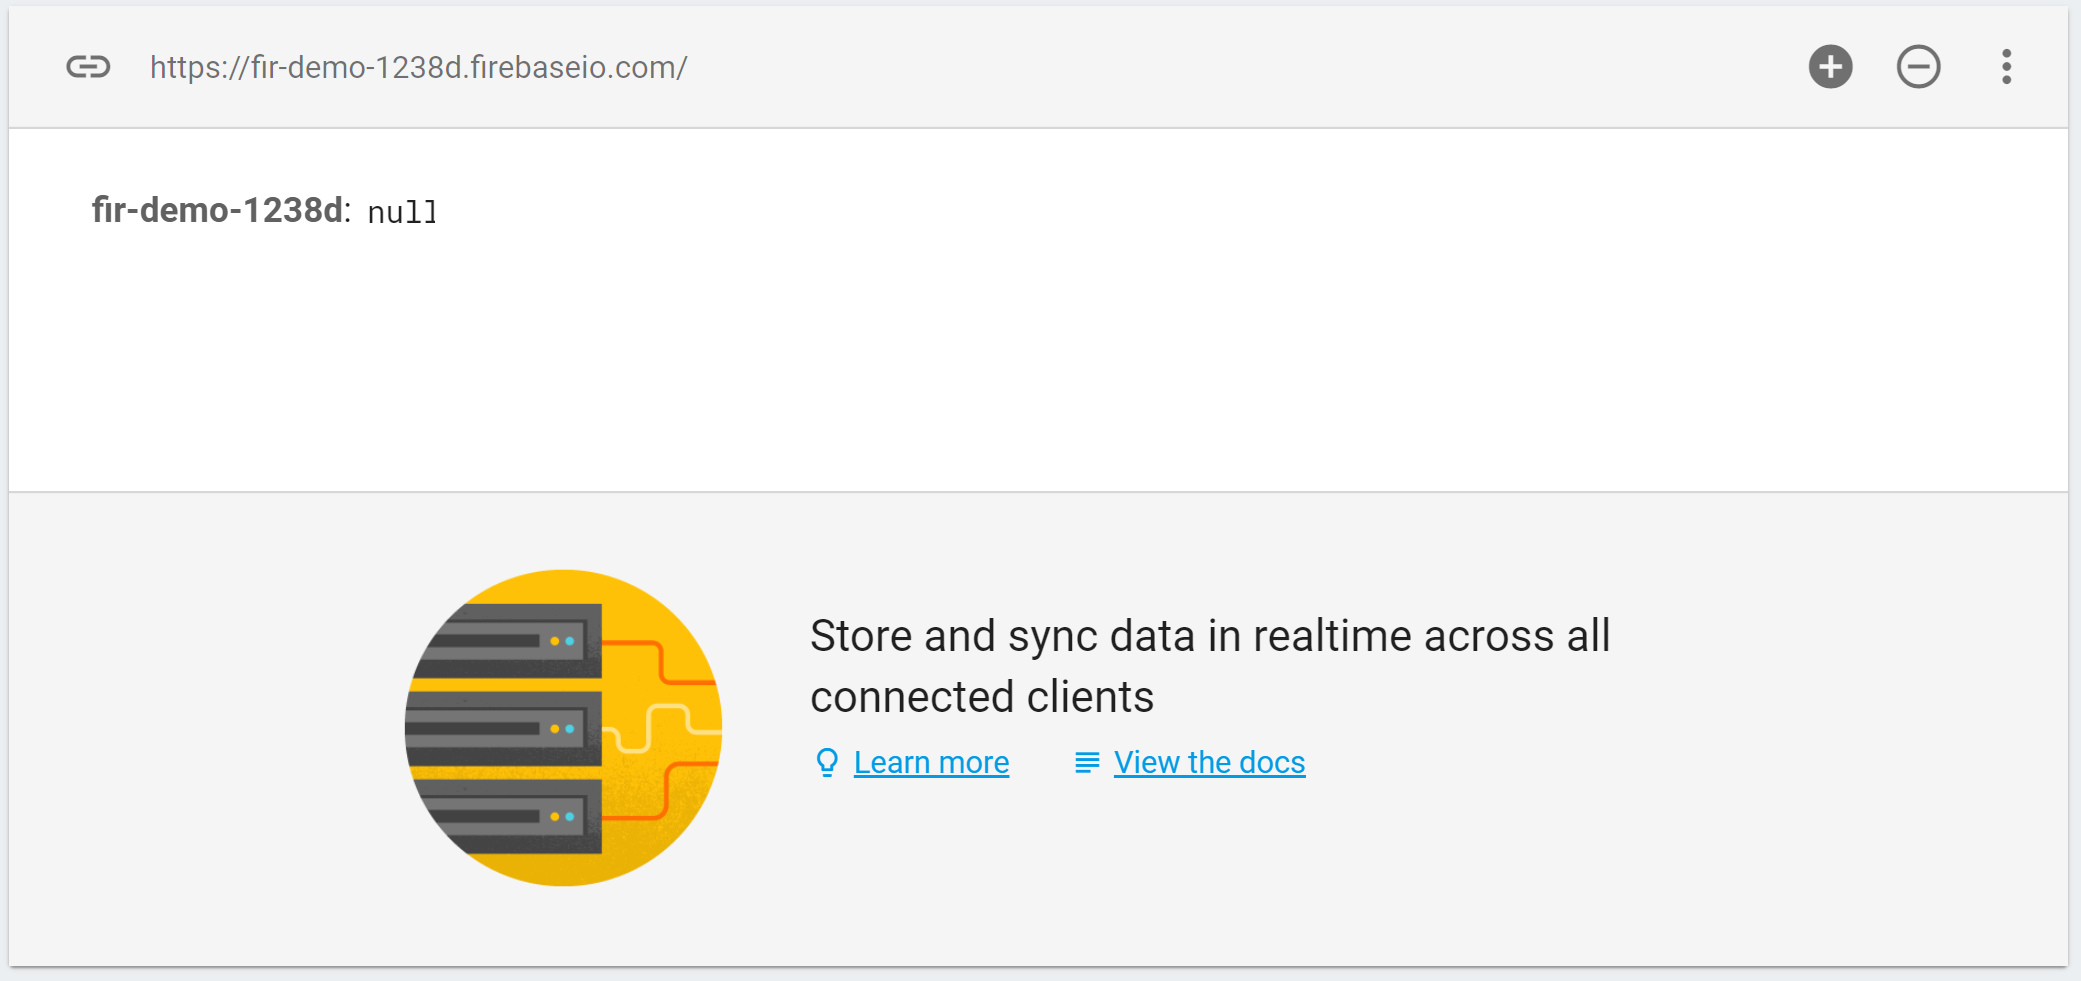 https://fir-demo-1238d.firebaseio.com/
fir-demo-1238d: null
Store and sync data in realtime across all
connected clients
Learn more View the docs